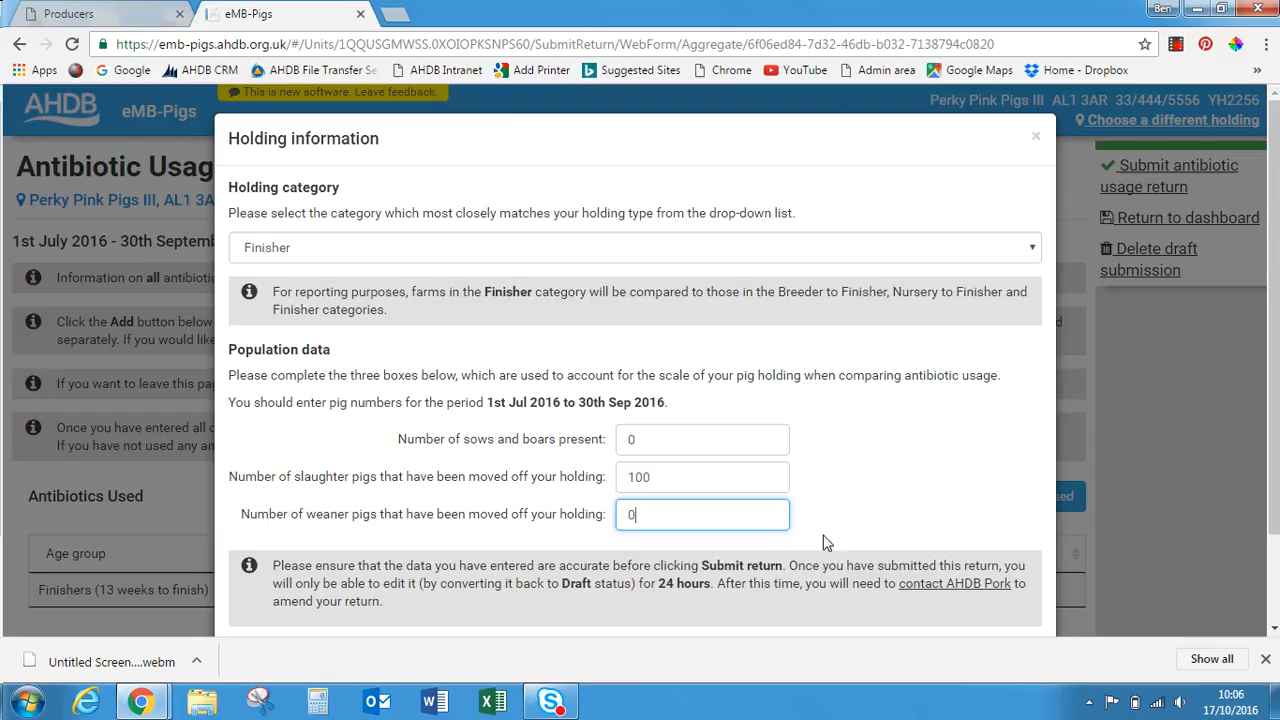 Producers
eMB-Pigs
Ben
https://emb-pigs.ahdb.org.uk/#/Units/1QQUSGMWSS.0XOIOPKSNPS60/SubmitReturn/WebForm/Aggregate/6f06ed84-7d32-46db-b032-7138794c0820
Apps Google AHDB CRM AHDB File Transfer Se AHDB Intranet Add Printer Suggested Sites Chrome YouTube Admin area Google Maps Home - Dropbox »
AHDB eMB-Pigs
This is new software. Leave feedback.
Perky Pink Pigs III AL1 3AR 33/444/5556 YH2256
Choose a different holding
Antibiotic Usag
Perky Pink Pigs III, AL1 3A
1st July 2016 - 30th Septem
Information on all antibioti
Click the Add button below
separately. If you would like
If you want to leave this pa
Once you have entered all
If you have not used any an
Antibiotics Used
Age group
Finishers (13 weeks to finish)
Holding information ×
Holding category
Please select the category which most closely matches your holding type from the drop-down list.
Finisher
For reporting purposes, farms in the Finisher category will be compared to those in the Breeder to Finisher, Nursery to Finisher and
Finisher categories.
Population data
Please complete the three boxes below, which are used to account for the scale of your pig holding when comparing antibiotic usage.
You should enter pig numbers for the period 1st Jul 2016 to 30th Sep 2016.
Number of sows and boars present: 0
Number of slaughter pigs that have been moved off your holding: 100
Number of weaner pigs that have been moved off your holding: 0
Please ensure that the data you have entered are accurate before clicking Submit return. Once you have submitted this return, you
will only be able to edit it (by converting it back to Draft status) for 24 hours. After this time, you will need to contact AHDB Pork to
amend your return.
Submit antibiotic
usage return
Return to dashboard
Delete draft
submission
ed
Untitled Screen....webm
Show all
10:06
17/10/2016